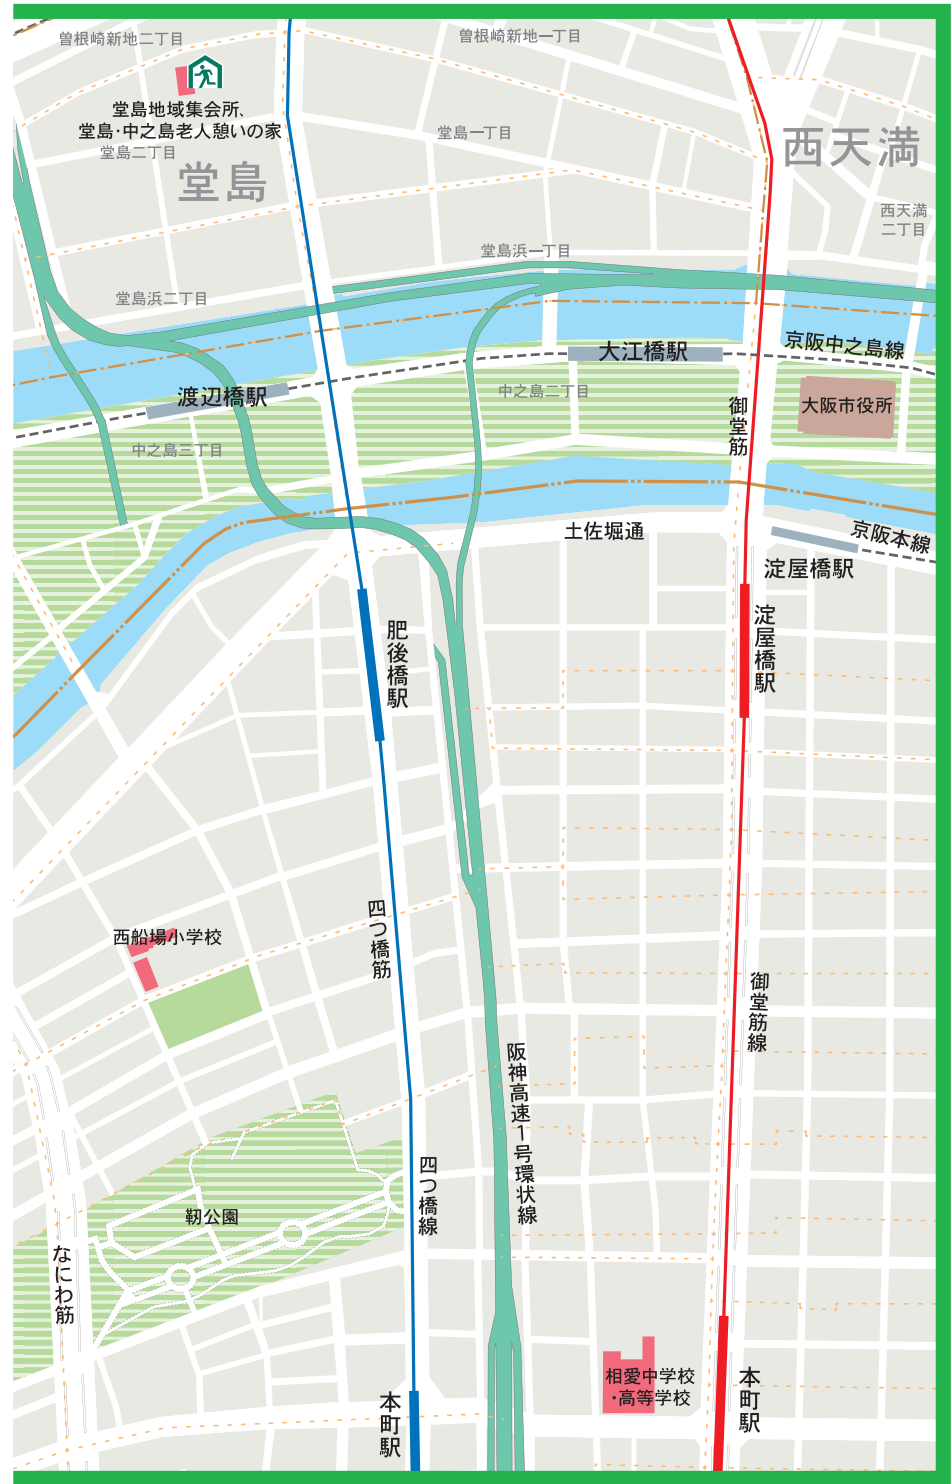 曽根崎新地二丁目
曽根崎新地一丁目
堂島地域集会所、
堂島・中之島老人憩いの家
堂島二丁目
堂島一丁目
堂島
西天満
西天満
二丁目
堂島浜一丁目
堂島浜二丁目
大江橋駅
京阪中之島線
渡辺橋駅
中之島二丁目
御堂筋
大阪市役所
中之島三丁目
土佐堀通
京阪本線
淀屋橋駅
淀屋橋駅
肥後橋駅
四つ橋筋
西船場小学校
御堂筋線
阪神高速1号環状線
四つ橋線
靭公園
なにわ筋
相愛中学校
・高等学校
本町駅
本町駅